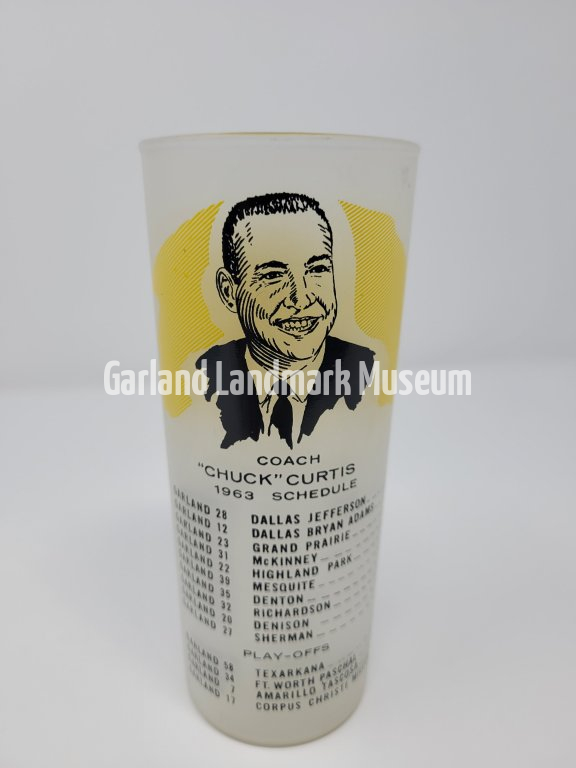 Garland Landmark Museum
COACH
"CHUCK" CURTIS
1963 SCHEDULE
GARLAND 28 DALLAS JEFFERSON
GARLAND 12 DALLAS BRYAN ADAMS
GARLAND 23 GRAND PRAIRIE
GARLAND 31 McKINNEY
GARLAND 22 HIGHLAND PARK
GARLAND 39 MESQUITE
GARLAND 35 DENTON
GARLAND 32 RICHARDSON
GARLAND 20 DENISON
GARLAND 27 SHERMAN
PLAY-OFFS
GARLAND 58 TEXARKANA
GARLAND 34 FT. WORTH PASCHAL
GARLAND 7 AMARILLO TASCOSA
GARLAND 17 CORPUS CHRISTE